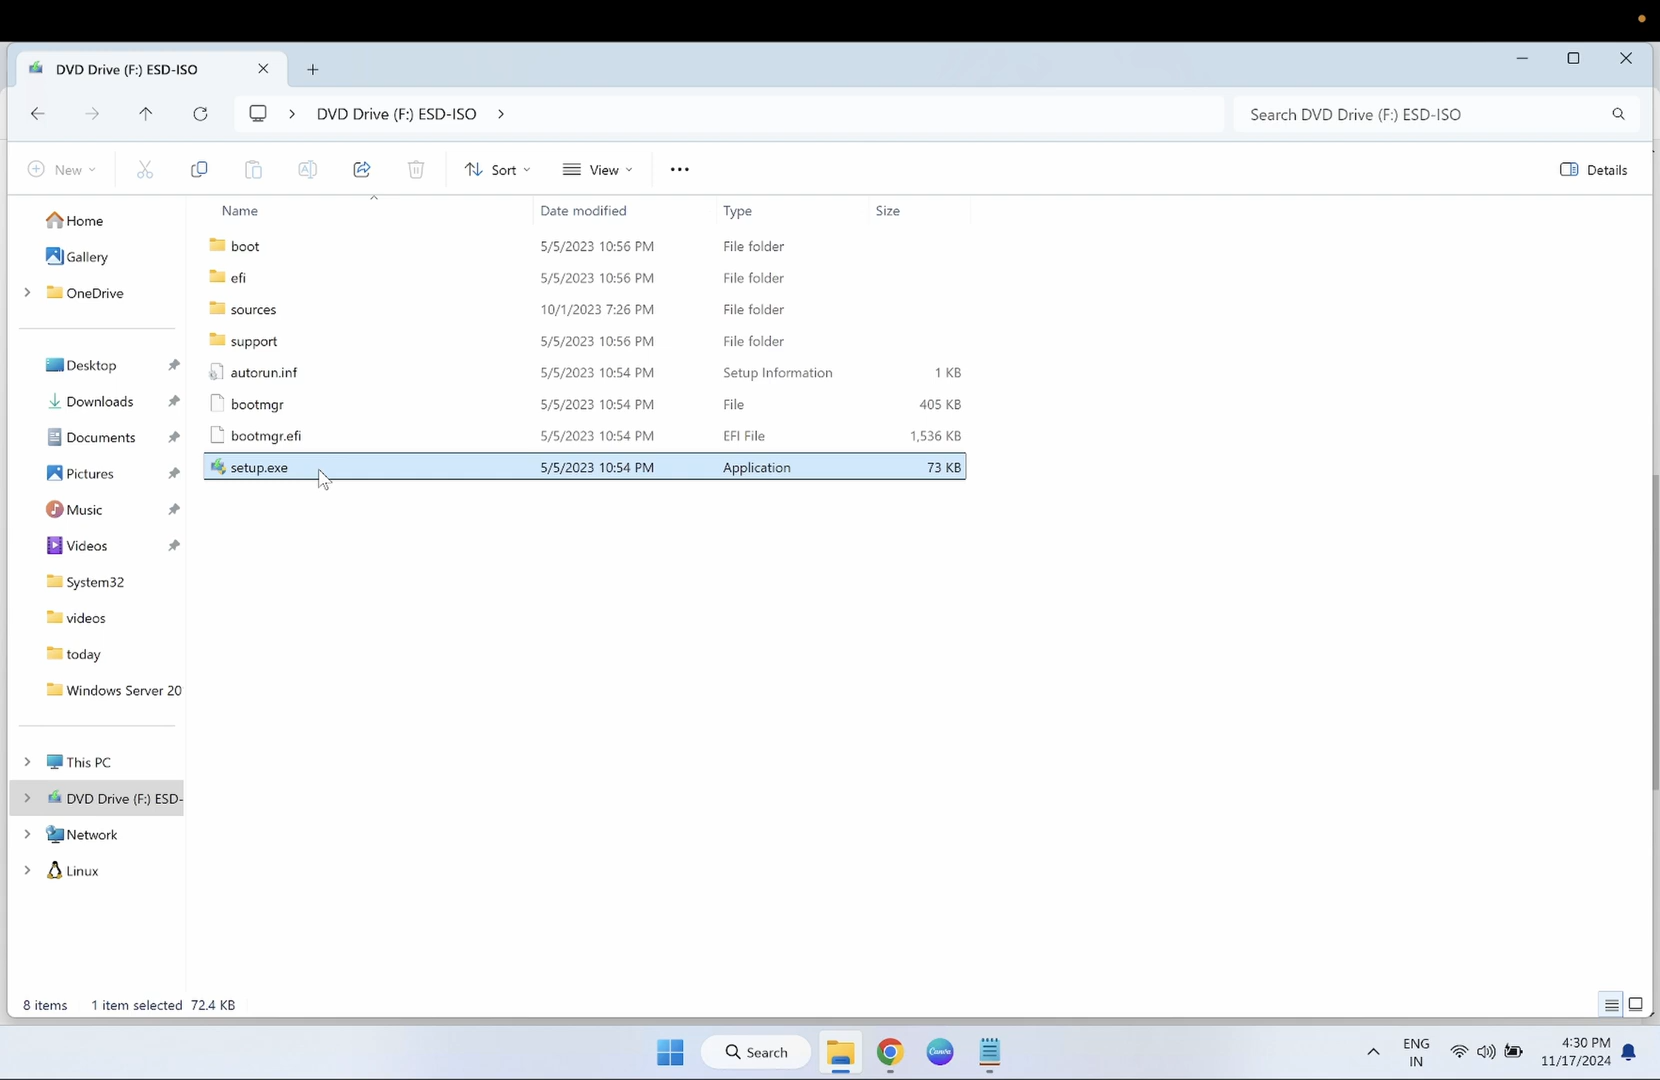 DVD Drive (F:) ESD-ISO
DVD Drive (F:) ESD-ISO
Search DVD Drive (F:) ESD-ISO
New
Sort
View
Details
Name Date modified Type Size
boot 5/5/2023 10:56 PM File folder
efi 5/5/2023 10:56 PM File folder
sources 10/1/2023 7:26 PM File folder
support 5/5/2023 10:56 PM File folder
autorun.inf 5/5/2023 10:54 PM Setup Information 1 KB
bootmgr 5/5/2023 10:54 PM File 405 KB
bootmgr.efi 5/5/2023 10:54 PM EFI File 1,536 KB
setup.exe 5/5/2023 10:54 PM Application 73 KB
Home
Gallery
OneDrive
Desktop
Downloads
Documents
Pictures
Music
Videos
System32
videos
today
Windows Server 20
This PC
DVD Drive (F:) ESD-
Network
Linux
8 items 1 item selected 72.4 KB
Search
Canva
ENG
IN
4:30 PM
11/17/2024